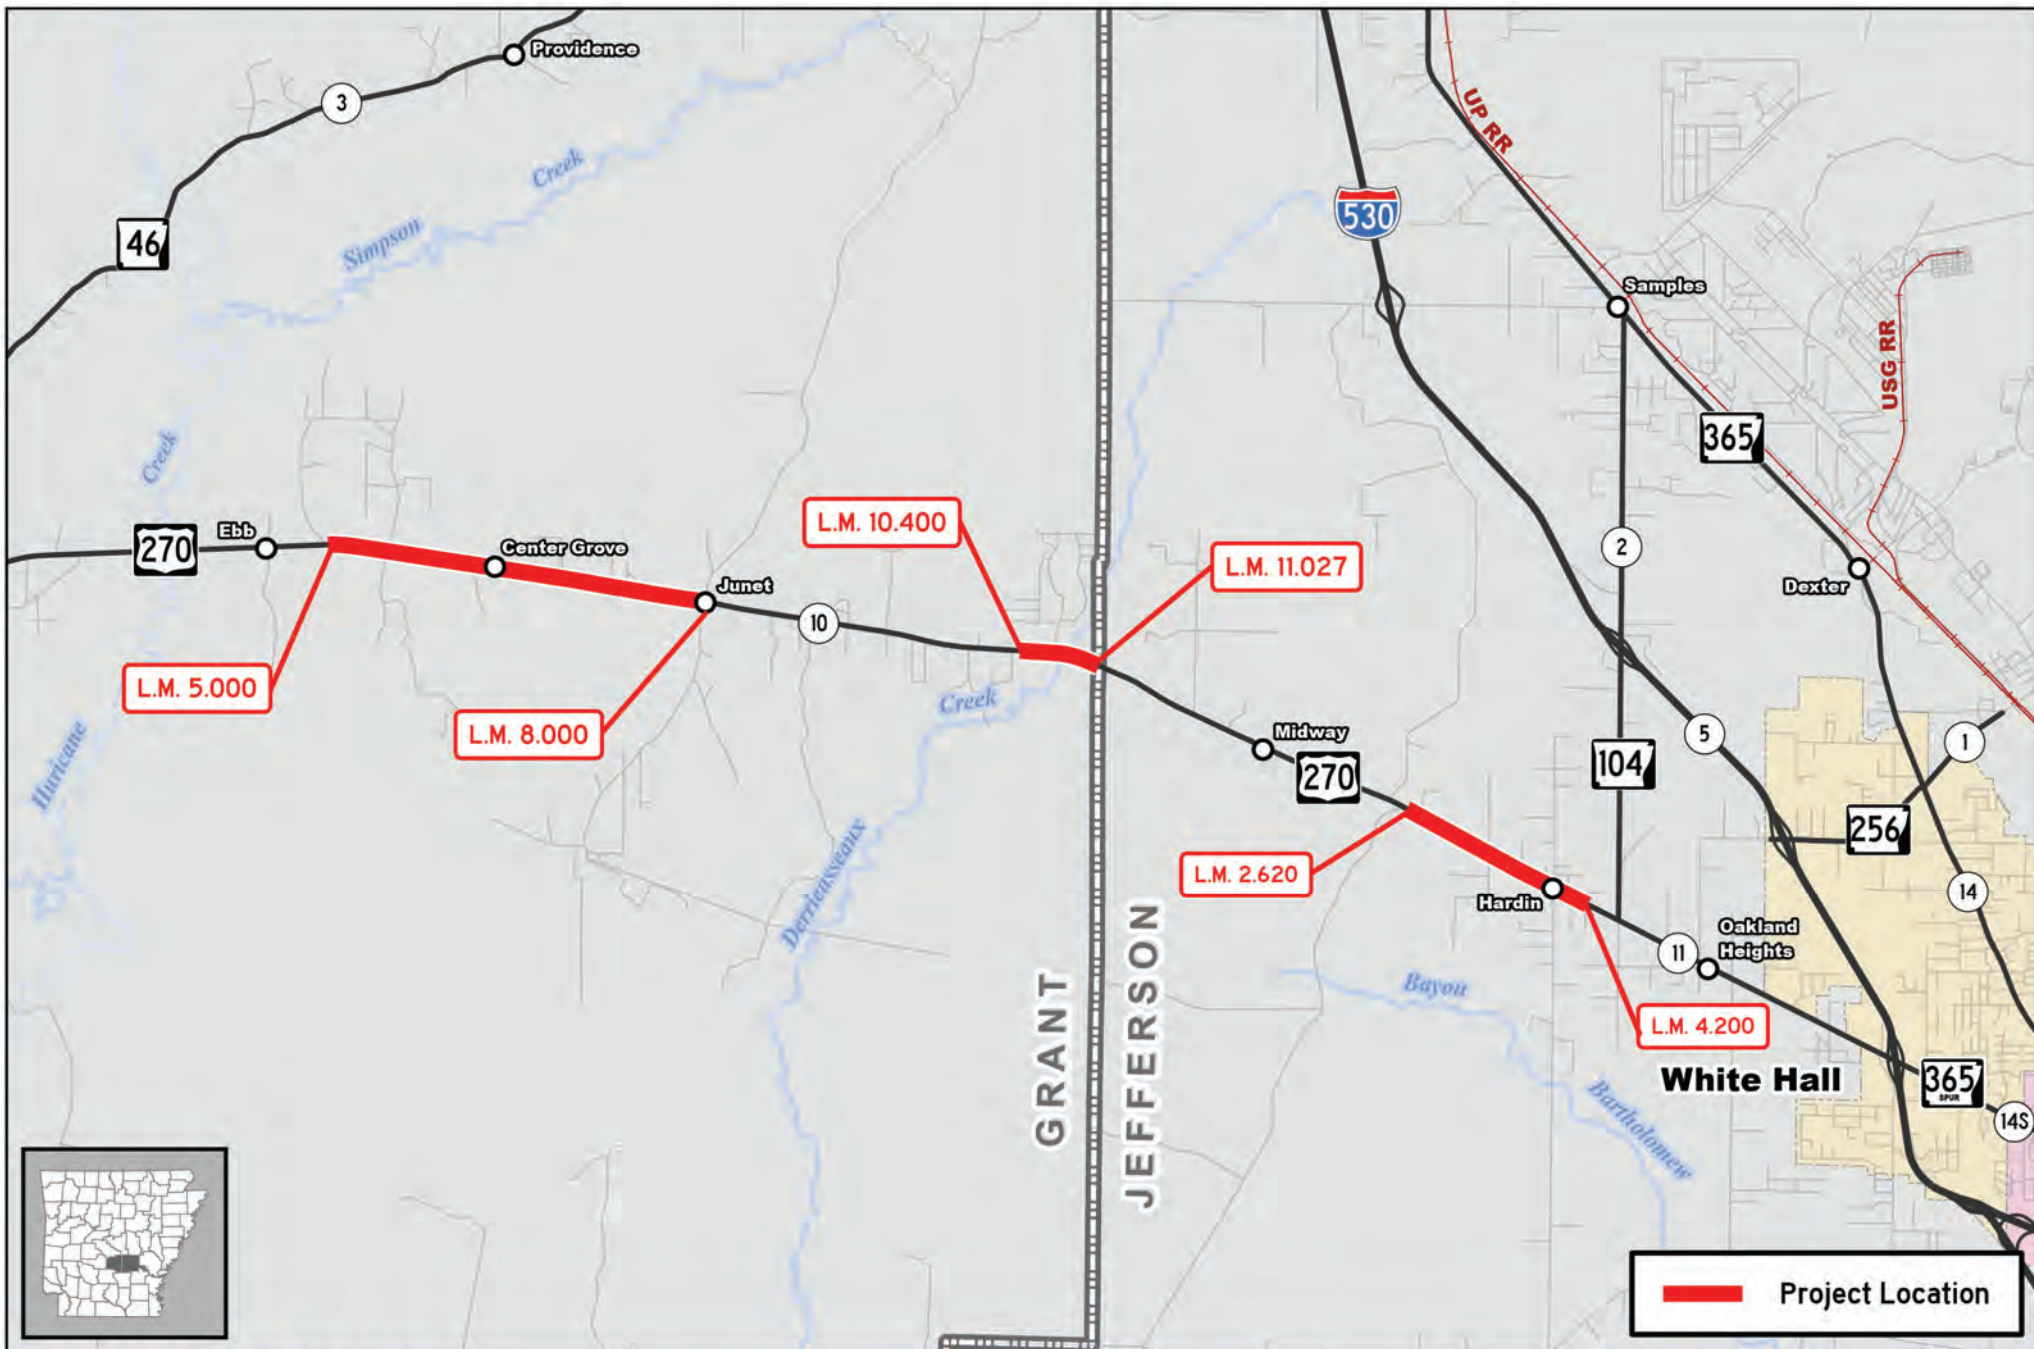 Providence
3
UP RR
Creek
530
46
Simpson
Samples
USG RR
365
Creek
L.M. 10.400
Ebb
270
Center Grove
L.M. 11.027
2
Junet
Dexter
10
L.M. 5.000
Creek
L.M. 8.000
Midway
5
1
104
270
Huricane
256
L.M. 2.620
Derrieusseaux
14
Hardin
Oakland
Heights
11
GRANT
JEFFERSON
Bayou
L.M. 4.200
White Hall
365
SPUR
Bartholomew
14S
Project Location